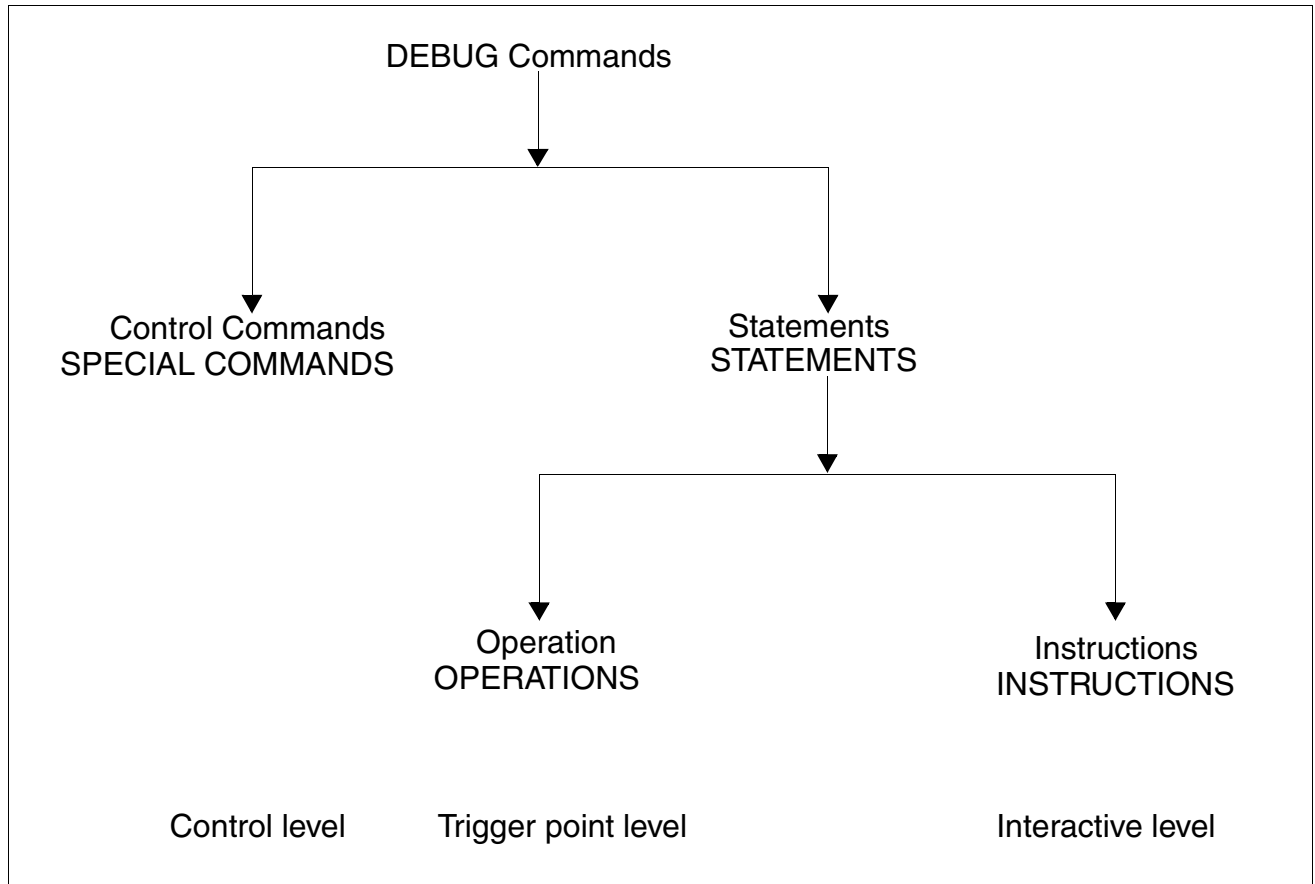 DEBUG Commands
Control Commands
SPECIAL COMMANDS
Statements
STATEMENTS
Operation
OPERATIONS
Instructions
INSTRUCTIONS
Control level
Trigger point level
Interactive level